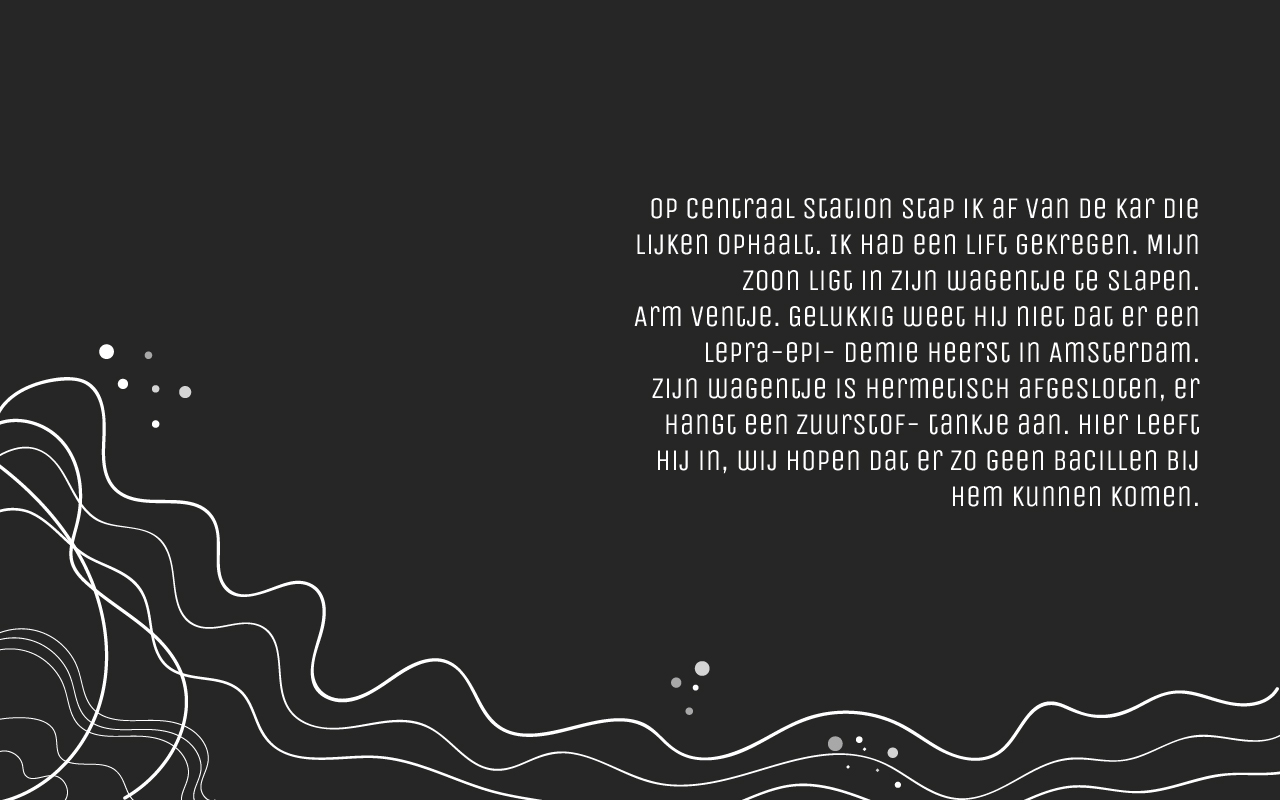 Op Centraal Station stap ik af van de kar die
lijken ophaalt. Ik had een lift gekregen. Mijn
zoon ligt in zijn wagentje te slapen.
Arm ventje. Gelukkig weet hij niet dat er een
lepra-epi- demie heerst in Amsterdam.
Zijn wagentje is hermetisch afgesloten, er
hangt een zuurstof- tankje aan. Hier leeft
hij in, wij hopen dat er zo geen bacillen bij
hem kunnen komen.